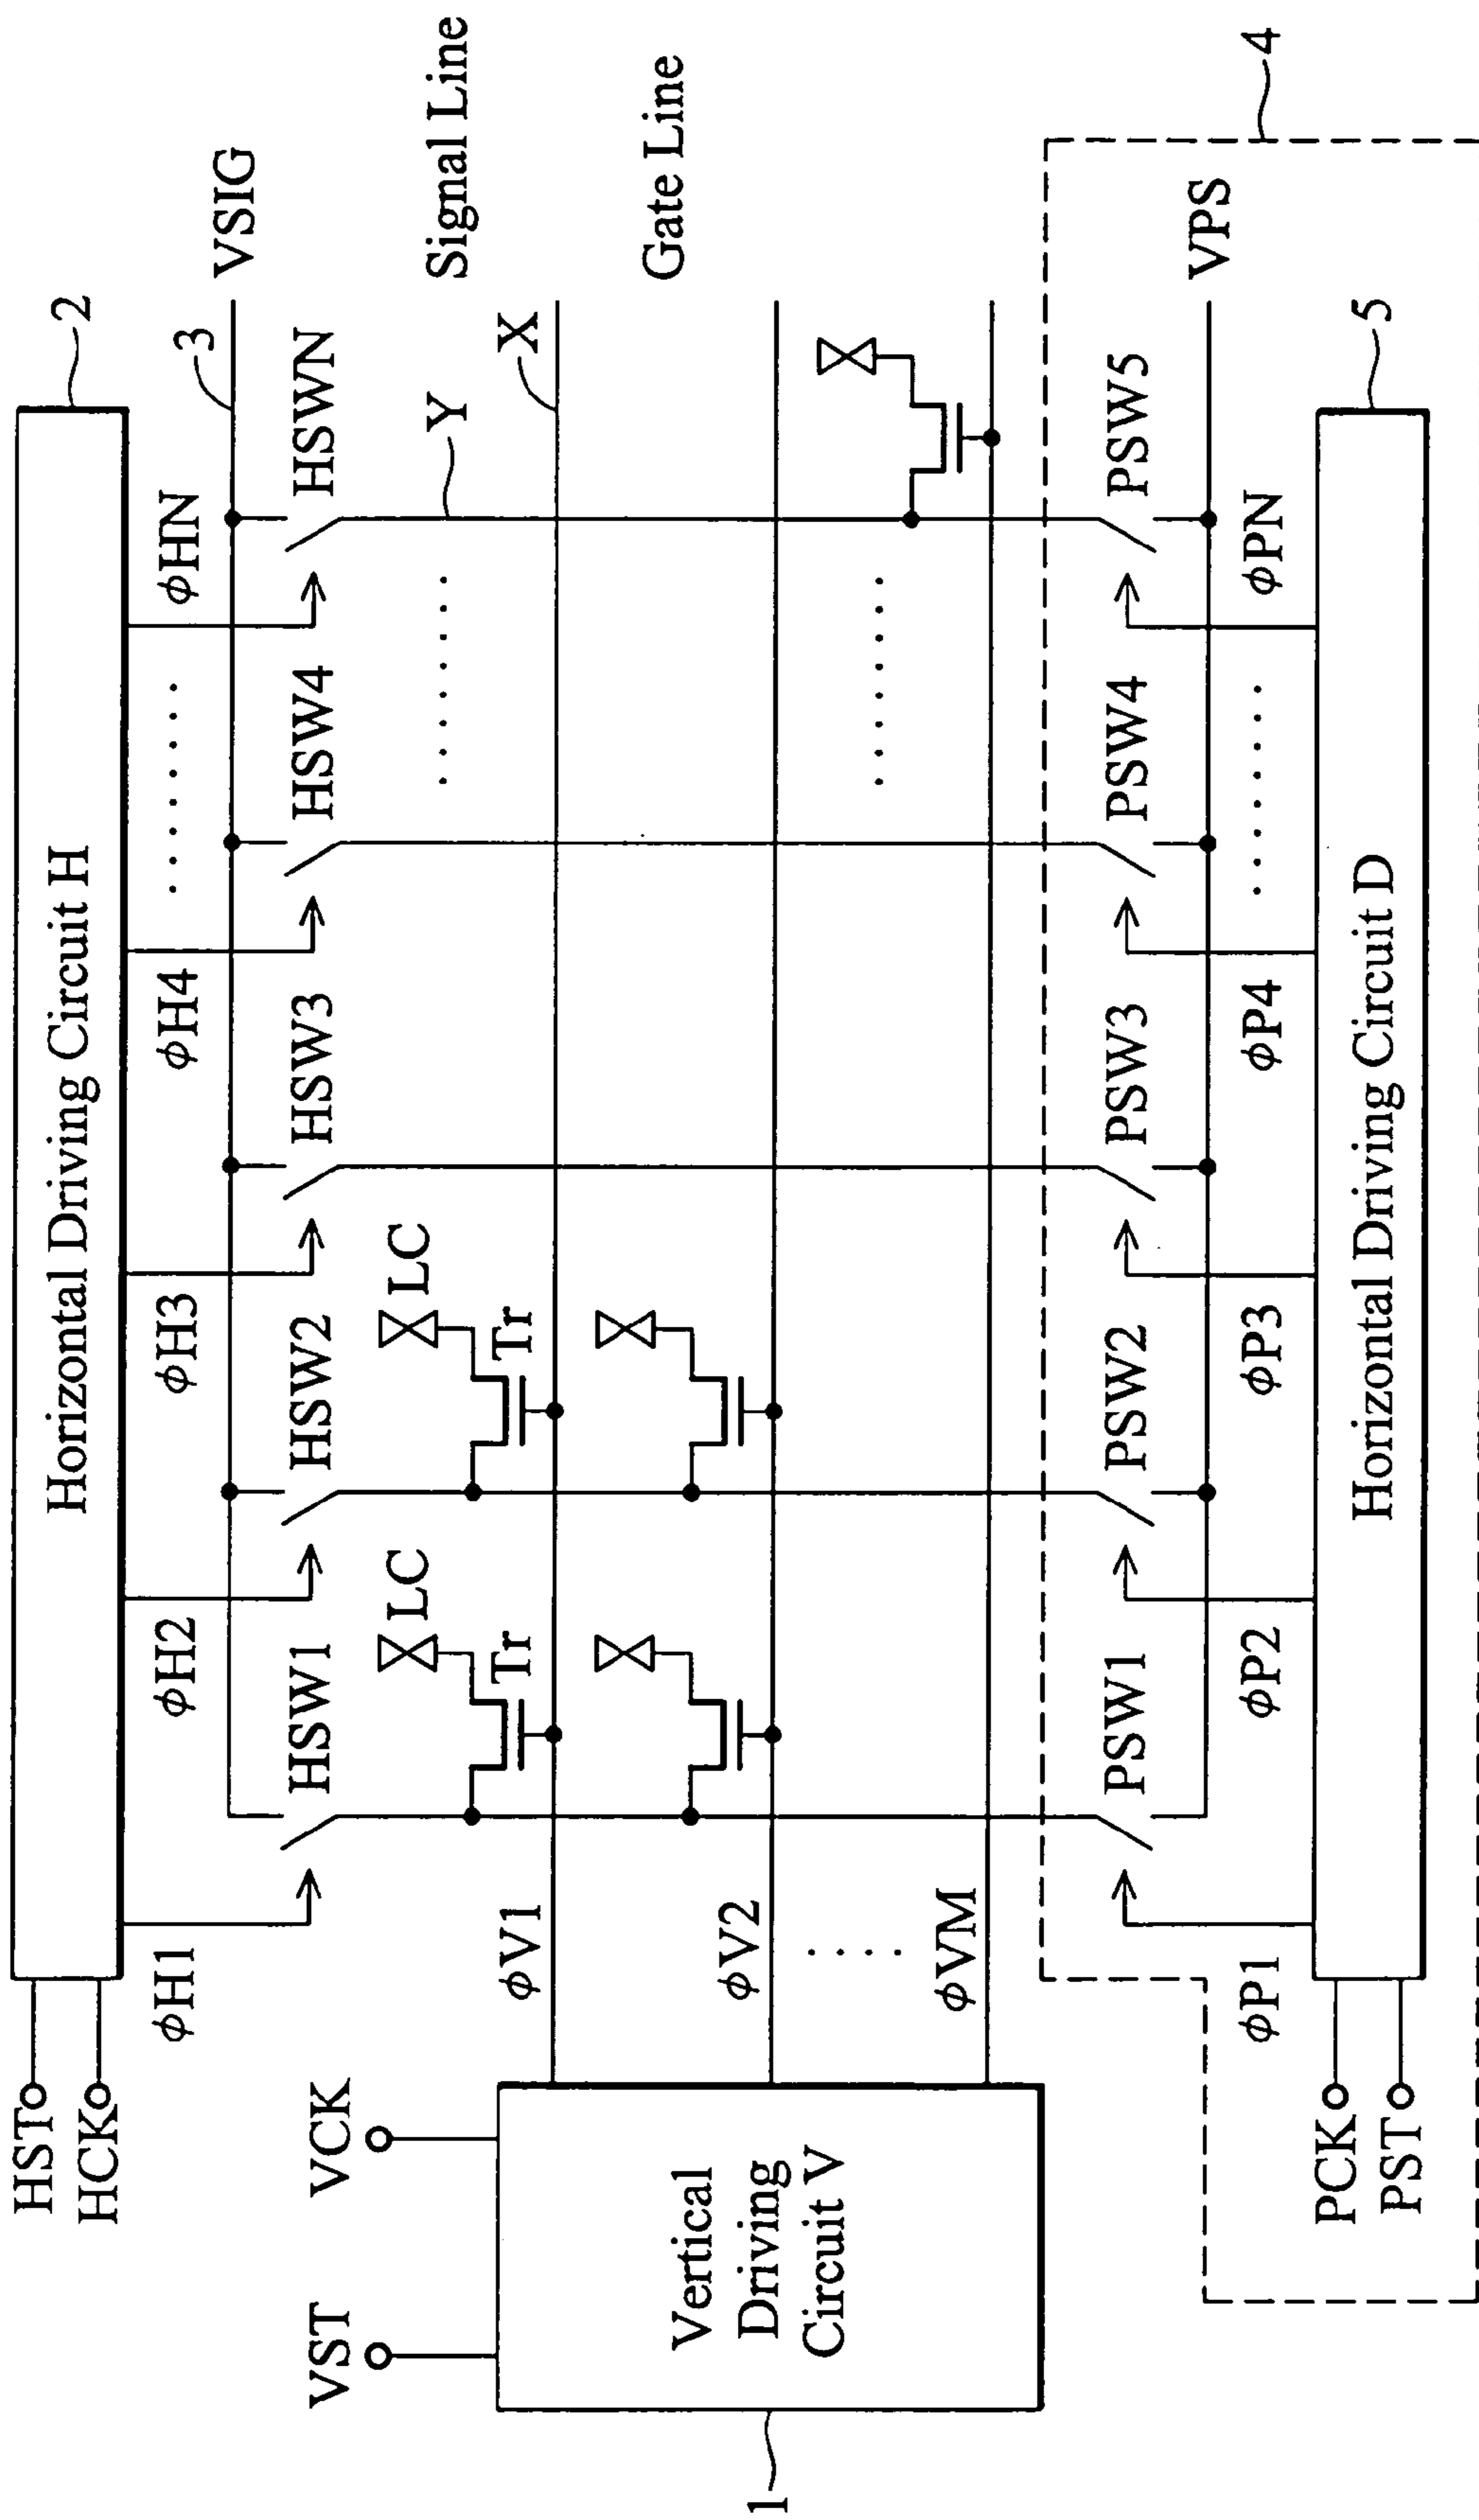 HST
HCK
Horizontal Driving Circuit H
2
φH1
φH2
φH3
φH4
φHN
3
VSIG
HSW1
HSW2
HSW3
HSW4
HSWN
VST
VCK
LC
LC
Y
Signal Line
Tr
Tr
X
φV1
Gate Line
Vertical
Driving
Circuit V
1
φV2
φVM
4
PSW1
PSW2
PSW3
PSW4
PSW5
VPS
φP1
φP2
φP3
φP4
φPN
PCK
PST
Horizontal Driving Circuit D
5